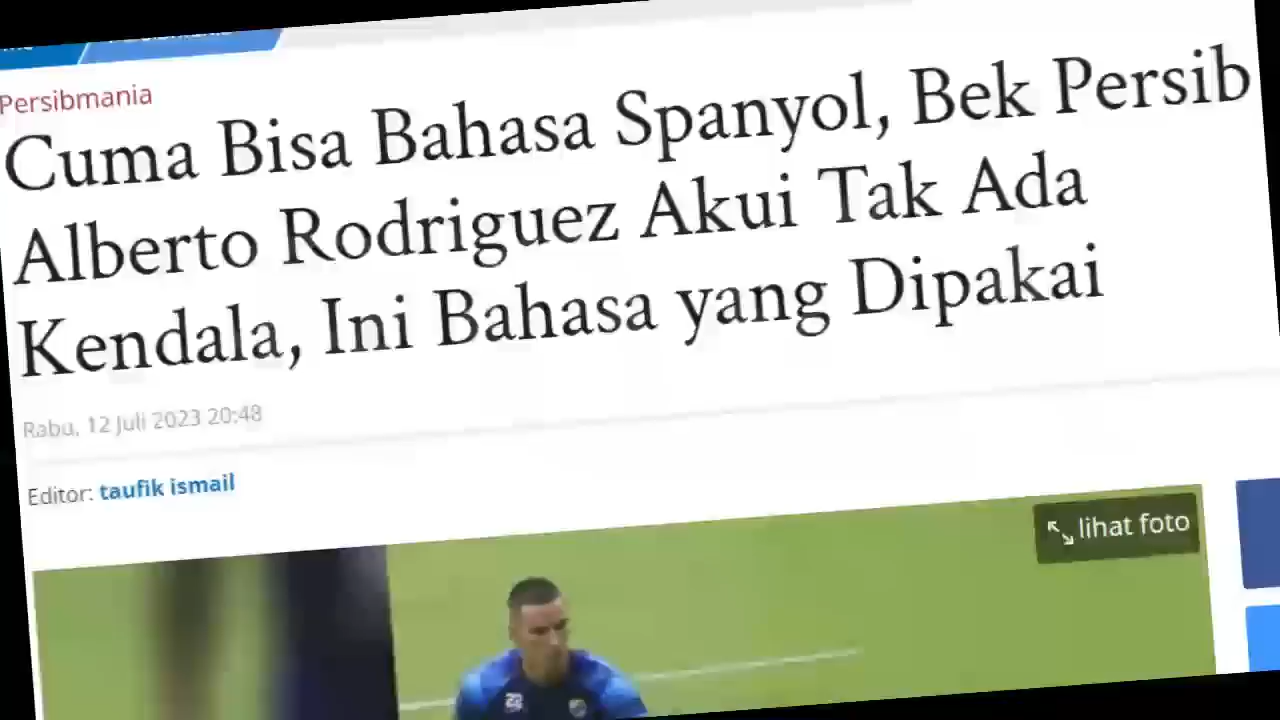 Persibmania
Cuma Bisa Bahasa Spanyol, Bek Persib
Alberto Rodriguez Akui Tak Ada
Kendala, Ini Bahasa yang Dipakai
Rabu, 12 Juli 2023 20:48
Editor: taufik ismail
lihat foto